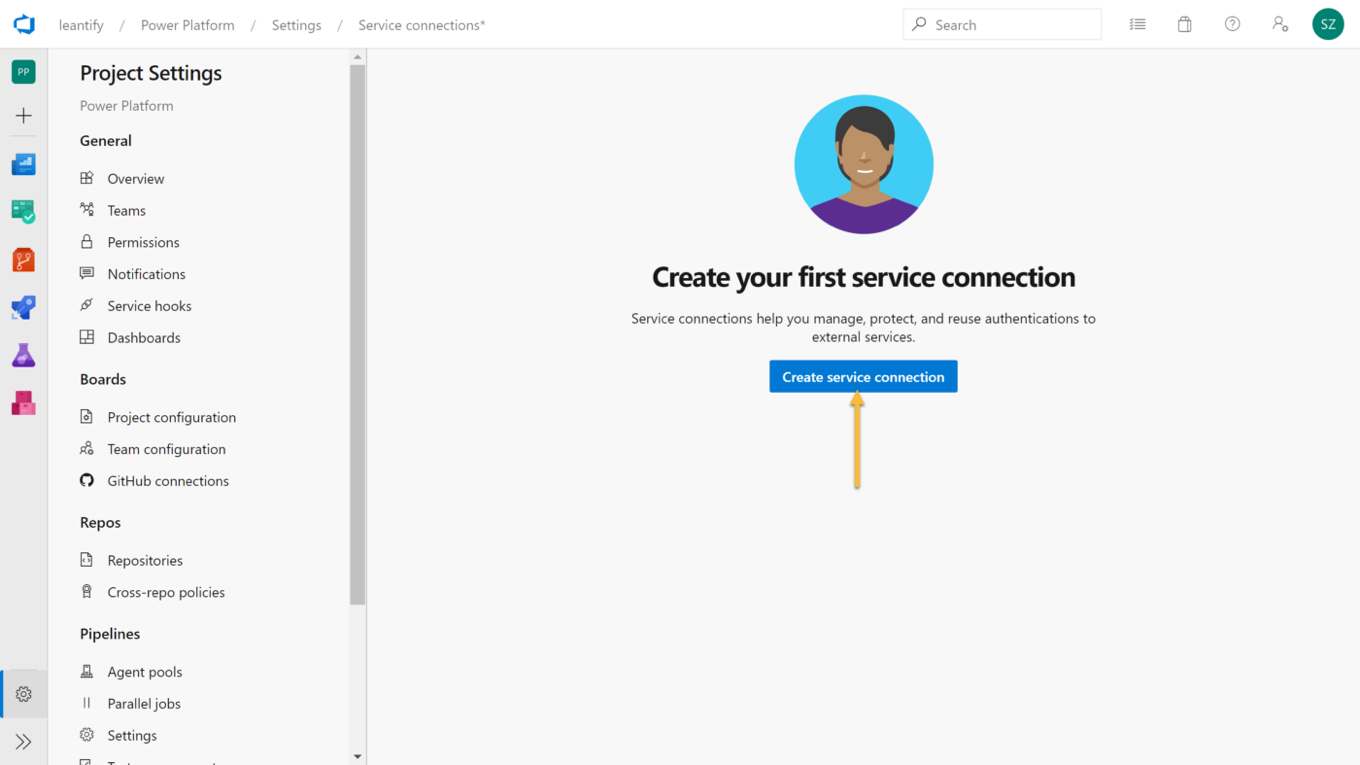 leantify / Power Platform / Settings / Service connections*
Search
SZ
PP
Project Settings
Power Platform
General
Overview
Teams
Permissions
Notifications
Service hooks
Dashboards
Boards
Project configuration
Team configuration
GitHub connections
Repos
Repositories
Cross-repo policies
Pipelines
Agent pools
Parallel jobs
Settings
Create your first service connection
Service connections help you manage, protect, and reuse authentications to
external services.
Create service connection